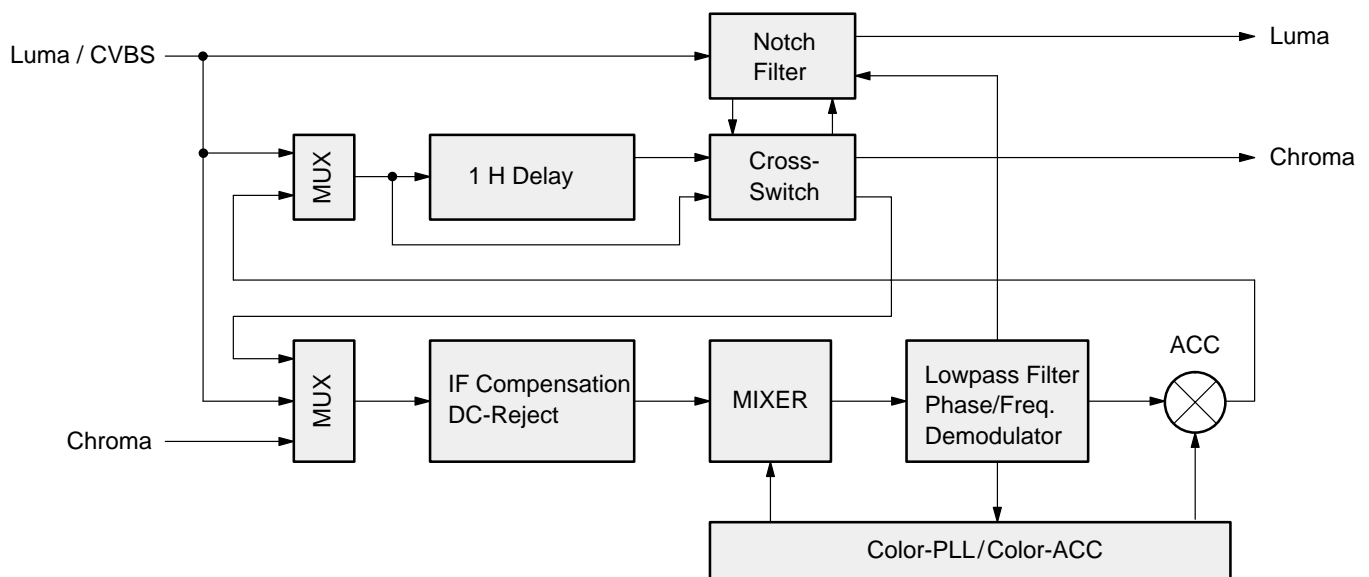 Notch
Filter
Luma
Luma / CVBS
MUX
1 H Delay
Cross-
Switch
Chroma
ACC
MUX
IF Compensation
DC-Reject
MIXER
Lowpass Filter
Phase/Freq.
Demodulator
Chroma
Color-PLL/Color-ACC